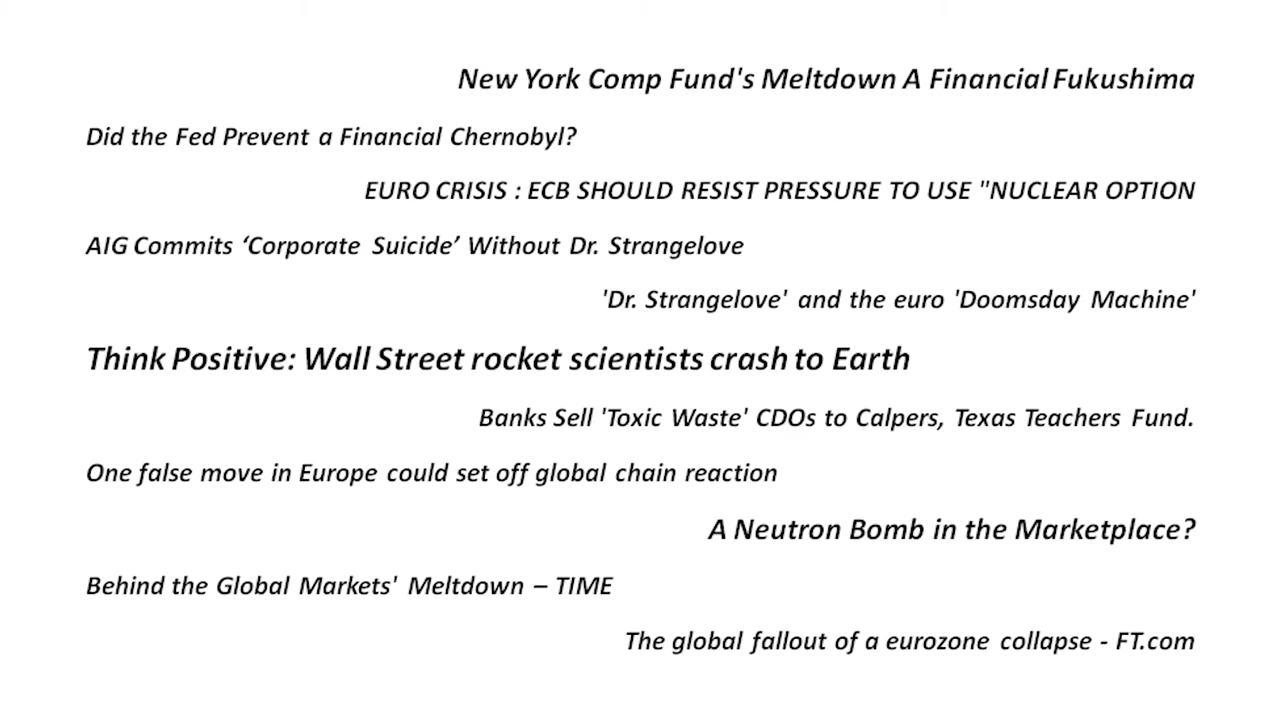 New York Comp Fund's Meltdown A Financial Fukushima
Did the Fed Prevent a Financial Chernobyl?
EURO CRISIS : ECB SHOULD RESIST PRESSURE TO USE "NUCLEAR OPTION
AIG Commits ‘Corporate Suicide’ Without Dr. Strangelove
'Dr. Strangelove' and the euro 'Doomsday Machine'
Think Positive: Wall Street rocket scientists crash to Earth
Banks Sell 'Toxic Waste' CDOs to Calpers, Texas Teachers Fund.
One false move in Europe could set off global chain reaction
A Neutron Bomb in the Marketplace?
Behind the Global Markets' Meltdown – TIME
The global fallout of a eurozone collapse - FT.com